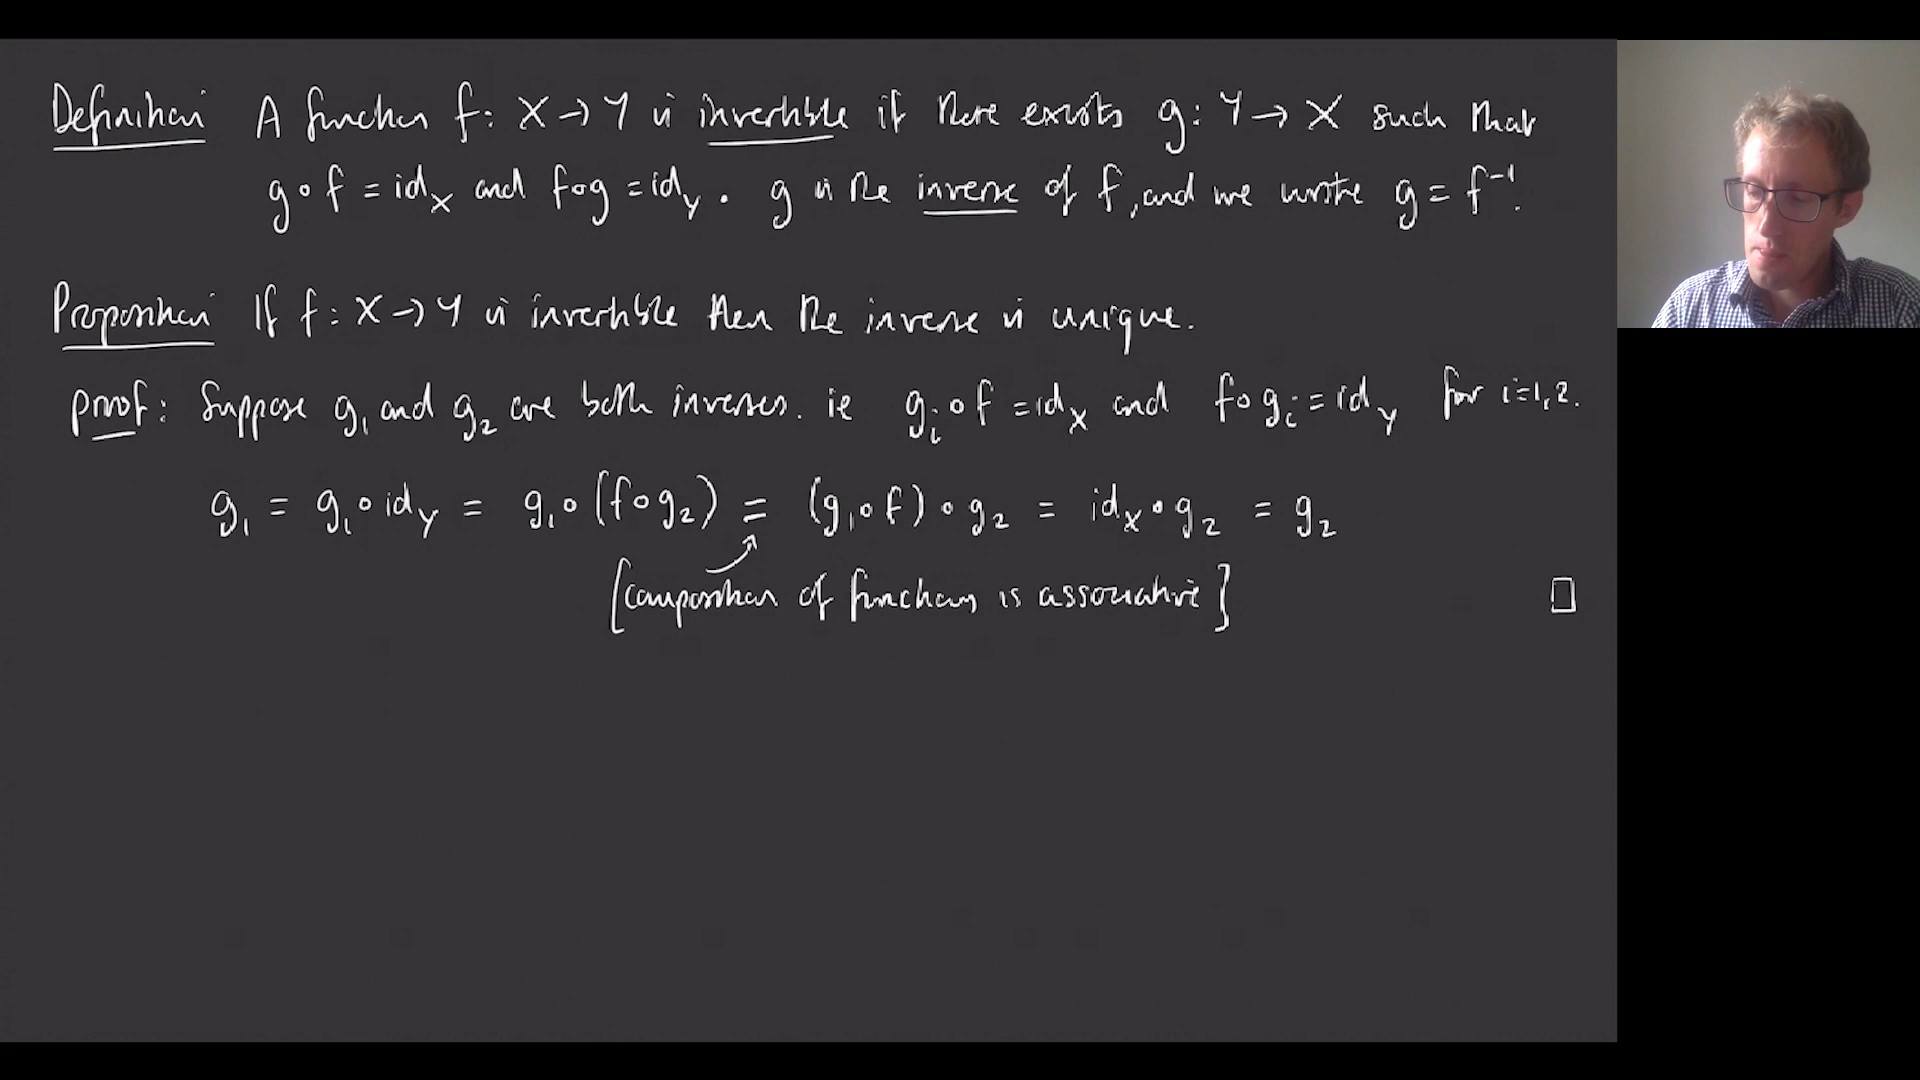 Definition A function f: X → Y is invertible if there exists g: Y → X such that
g∘f = id_X and f∘g = id_Y. g is the inverse of f, and we write g = f⁻¹.
Proposition If f: X → Y is invertible then the inverse is unique.
proof: Suppose g₁ and g₂ are both inverses. ie gᵢ∘f = id_X and f∘gᵢ = id_Y for i=1,2.
g₁ = g₁∘id_Y = g₁∘(f∘g₂) = (g₁∘f)∘g₂ = id_X∘g₂ = g₂
[composition of functions is associative] □